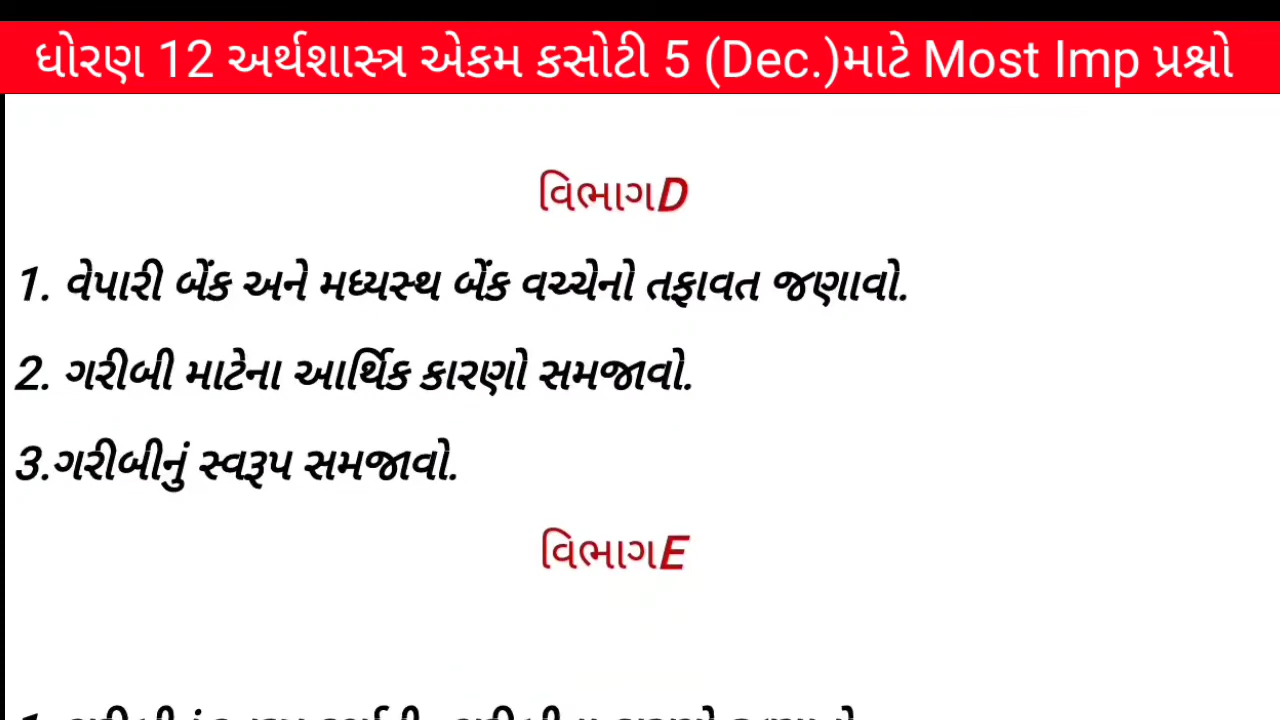 ધોરણ 12 અર્થશાસ્ત્ર એકમ કસોટી 5 (Dec.)માટે Most Imp પ્રશ્નો
વિભાગD
1. વેપારી બેંક અને મધ્યસ્થ બેંક વચ્ચેનો તફાવત જણાવો.
2. ગરીબી માટેના આર્થિક કારણો સમજાવો.
3.ગરીબીનું સ્વરૂપ સમજાવો.
વિભાગE